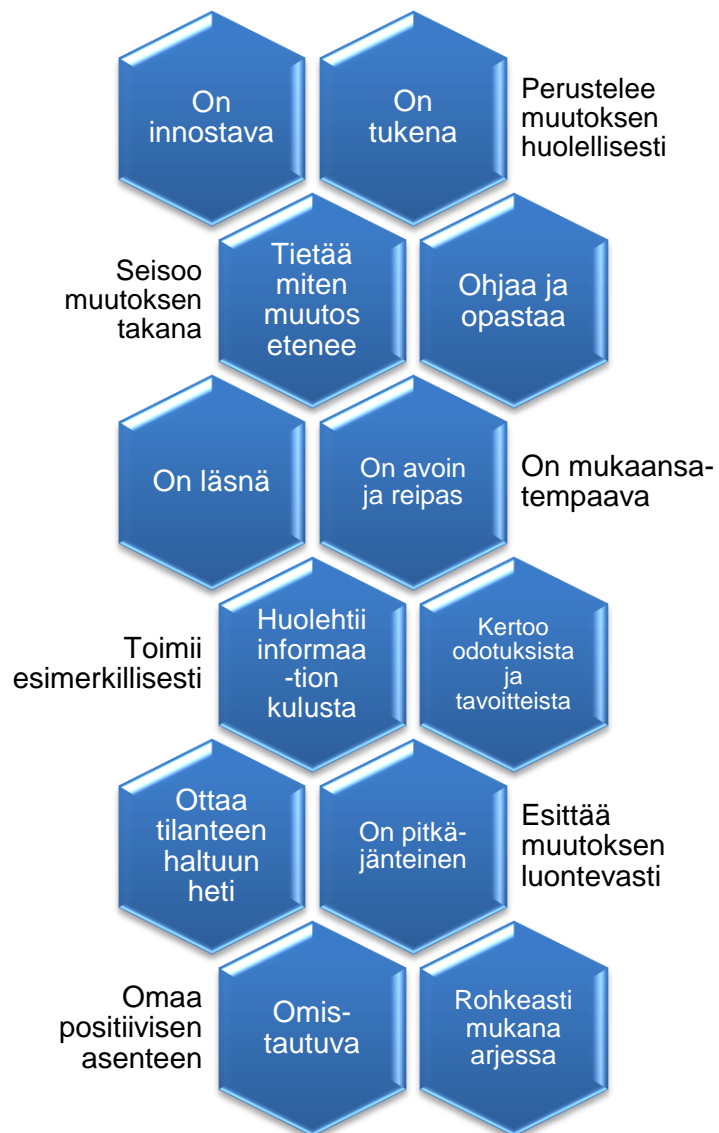 On
innostava
On
tukena
Perustelee
muutoksen
huolellisesti
Seisoo
muutoksen
takana
Tietää
miten
muutos
etenee
Ohjaa ja
opastaa
On läsnä
On avoin
ja reipas
On mukaansa-
tempaava
Toimii
esimerkillisesti
Huolehtii
informaa
-tion
kulusta
Kertoo
odotuksista
ja
tavoitteista
Ottaa
tilanteen
haltuun
heti
On pitkä-
jänteinen
Esittää
muutoksen
luontevasti
Omaa
positiivisen
asenteen
Omis-
tautuva
Rohkeasti
mukana
arjessa